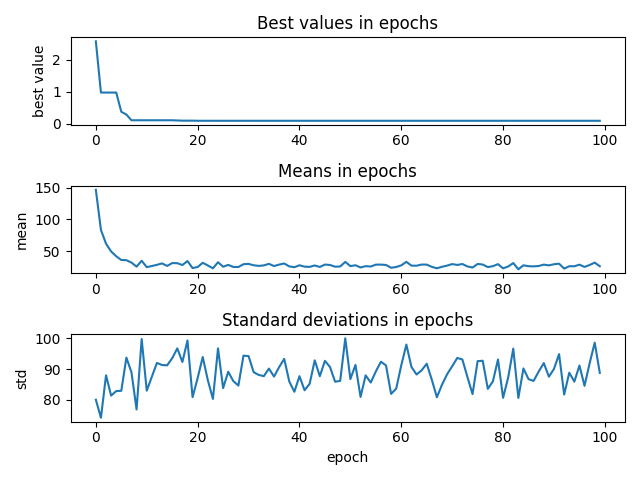 Best values in epochs
best value
2
1
0
0 20 40 60 80 100
Means in epochs
mean
150
100
50
0 20 40 60 80 100
Standard deviations in epochs
std
100
90
80
0 20 40 60 80 100
epoch